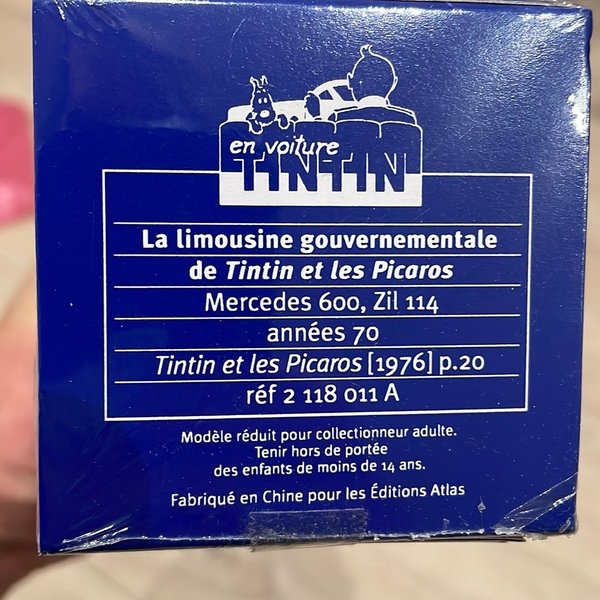 en voiture
TINTIN
La limousine gouvernementale
de Tintin et les Picaros
Mercedes 600, Zil 114
années 70
Tintin et les Picaros [1976] p.20
réf 2 118 011 A
Modèle réduit pour collectionneur adulte.
Tenir hors de portée
des enfants de moins de 14 ans.
Fabriqué en Chine pour les Éditions Atlas